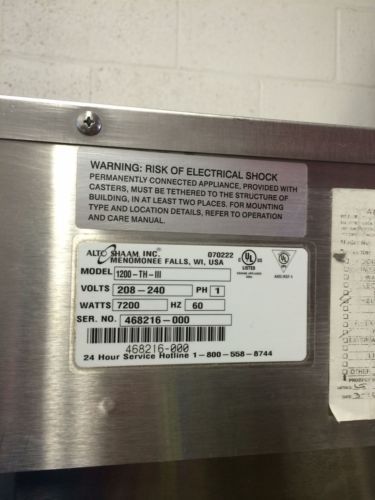 WARNING: RISK OF ELECTRICAL SHOCK
PERMANENTLY CONNECTED APPLIANCE, PROVIDED WITH
CASTERS, MUST BE TETHERED TO THE STRUCTURE OF
BUILDING, IN AT LEAST TWO PLACES. FOR MOUNTING
TYPE AND LOCATION DETAILS, REFER TO OPERATION
AND CARE MANUAL.
ALTO SHAAM, INC. 070222
MENOMONEE FALLS, WI, USA
UL
LISTED
MODEL 1200-TH-III
VOLTS 208-240 PH 1
WATTS 7200 HZ 60
SER. NO. 468216-000
468216-000
24 Hour Service Hotline 1-800-558-8744